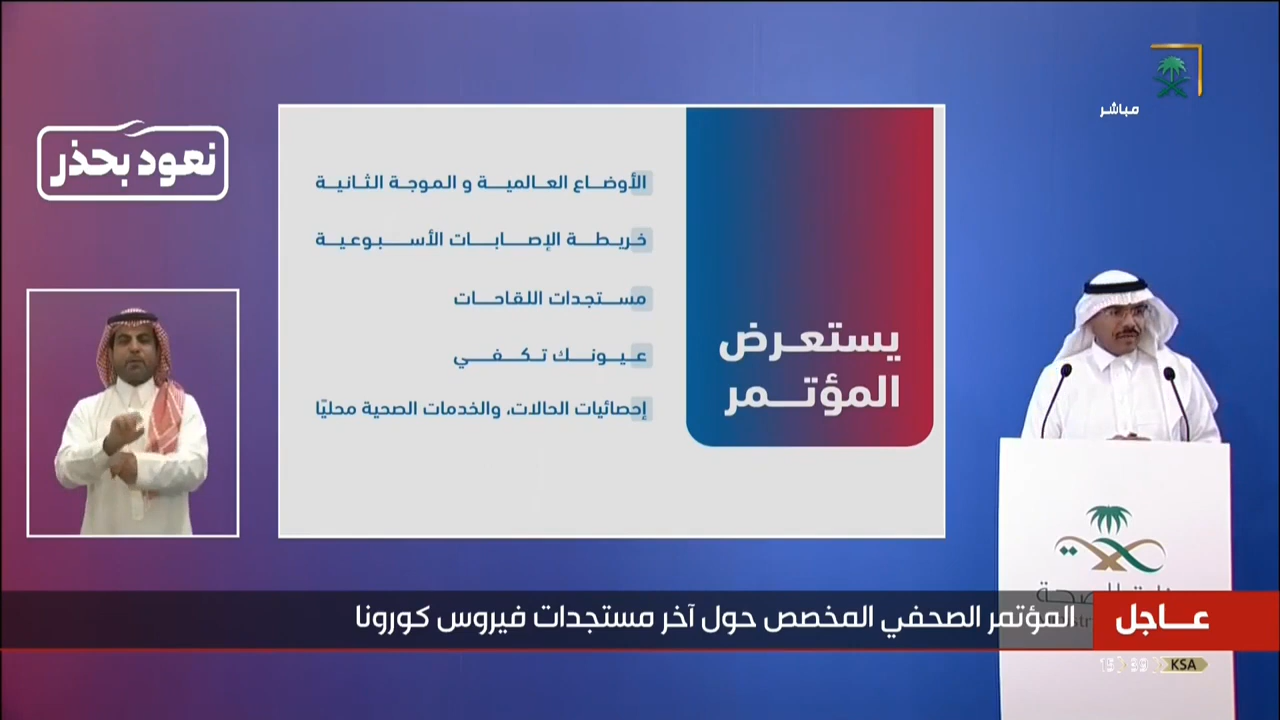 مباشر
نعود بحذر
يستعرض
المؤتمر
الأوضاع العالمية و الموجة الثانية
خريطة الإصابات الأسبوعية
مستجدات اللقاحات
عيونك تكفي
إحصائيات الحالات، والخدمات الصحية محليًا
عاجل
المؤتمر الصحفي المخصص حول آخر مستجدات فيروس كورونا
KSA